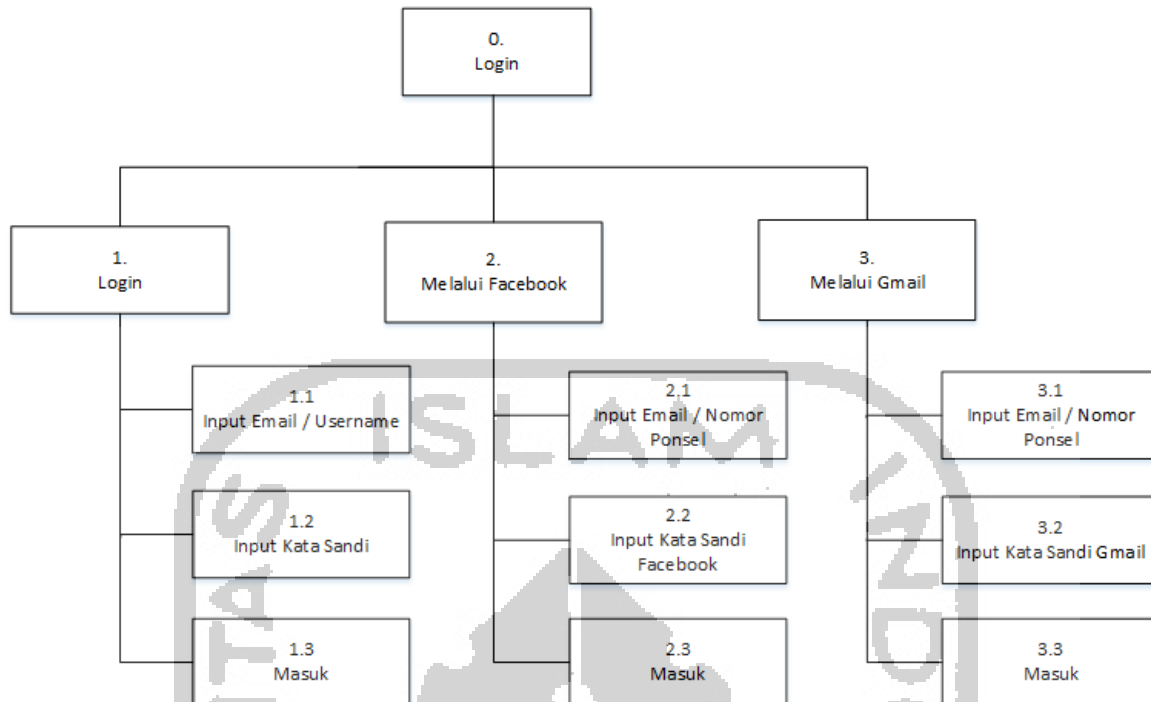 0.
Login
1.
Login
2.
Melalui Facebook
3.
Melalui Gmail
1.1
Input Email / Username
2.1
Input Email / Nomor
Ponsel
3.1
Input Email / Nomor
Ponsel
1.2
Input Kata Sandi
2.2
Input Kata Sandi
Facebook
3.2
Input Kata Sandi Gmail
1.3
Masuk
2.3
Masuk
3.3
Masuk
ISLAM